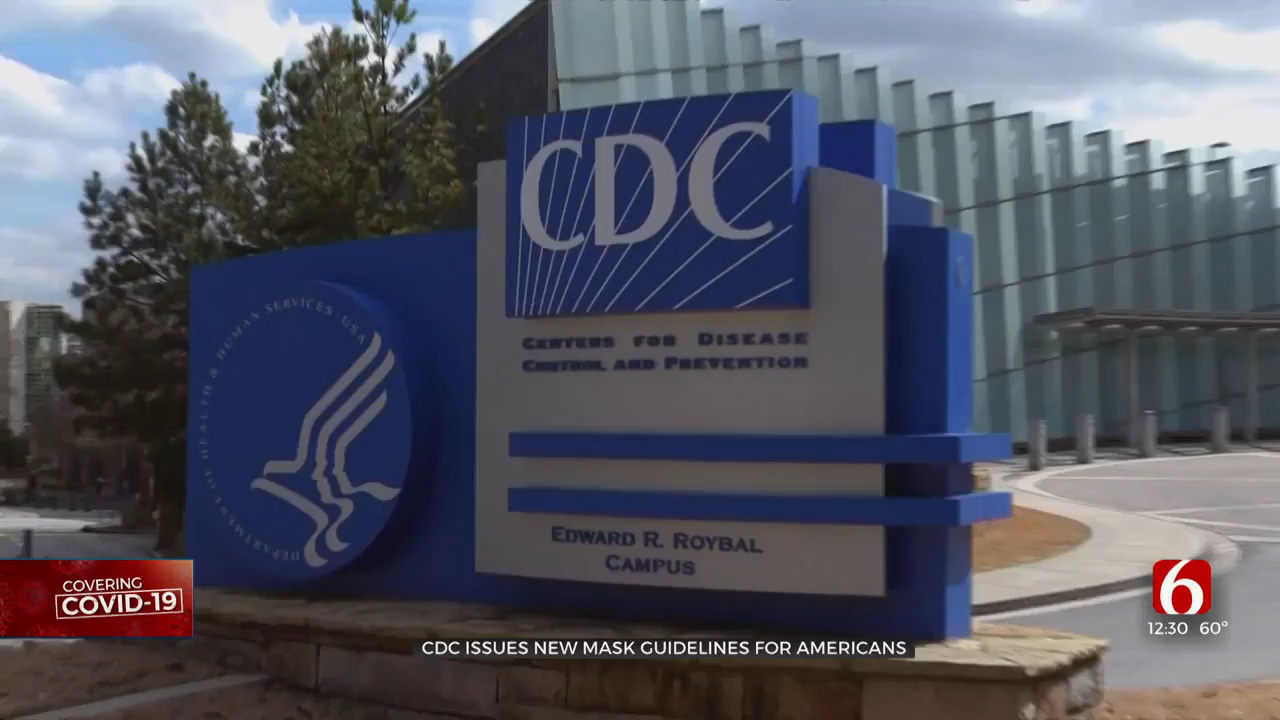 CDC
CENTERS FOR DISEASE
CONTROL AND PREVENTION
DEPARTMENT OF HEALTH & HUMAN SERVICES · USA
EDWARD R. ROYBAL
CAMPUS
COVERING
COVID-19
6
12:30 60°
CDC ISSUES NEW MASK GUIDELINES FOR AMERICANS